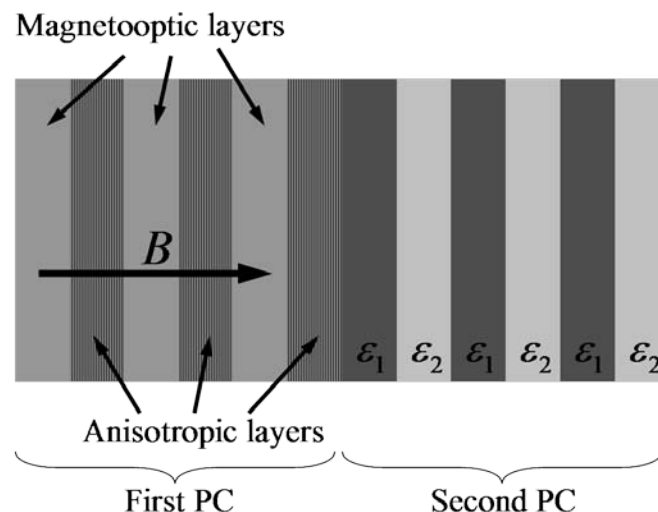 Magnetooptic layers
B
ε1 ε2 ε1 ε2 ε1 ε2
Anisotropic layers
First PC Second PC